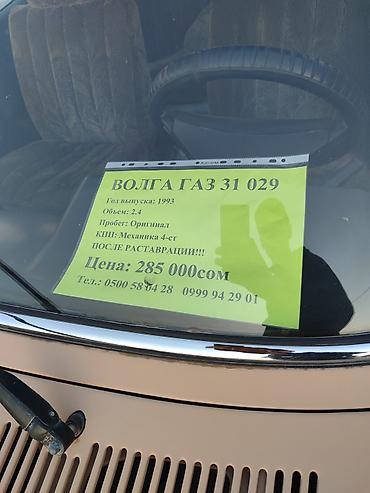 ВОЛГА ГАЗ 31 029
Год выпуска: 1993
Объем: 2,4
Пробег: Оригинал
КПП: Механика 4-ст
ПОСЛЕ РАСТАВРАЦИИ!!!
Цена: 285 000сом
Тел.: 0500 58 04 28 0999 94 29 01